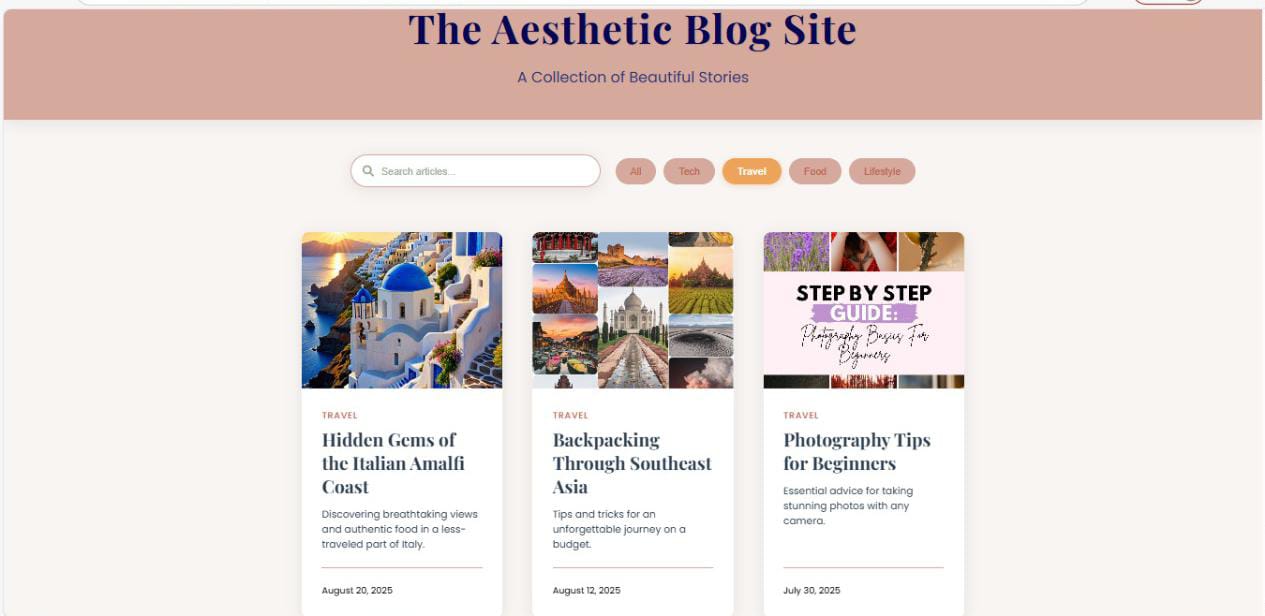 The Aesthetic Blog Site
A Collection of Beautiful Stories
Search articles...
All
Tech
Travel
Food
Lifestyle
STEP BY STEP
GUIDE:
Photography Basics For
Beginners
TRAVEL
Hidden Gems of
the Italian Amalfi
Coast
Discovering breathtaking views
and authentic food in a less-
traveled part of Italy.
August 20, 2025
TRAVEL
Backpacking
Through Southeast
Asia
Tips and tricks for an
unforgettable journey on a
budget.
August 12, 2025
TRAVEL
Photography Tips
for Beginners
Essential advice for taking
stunning photos with any
camera.
July 30, 2025